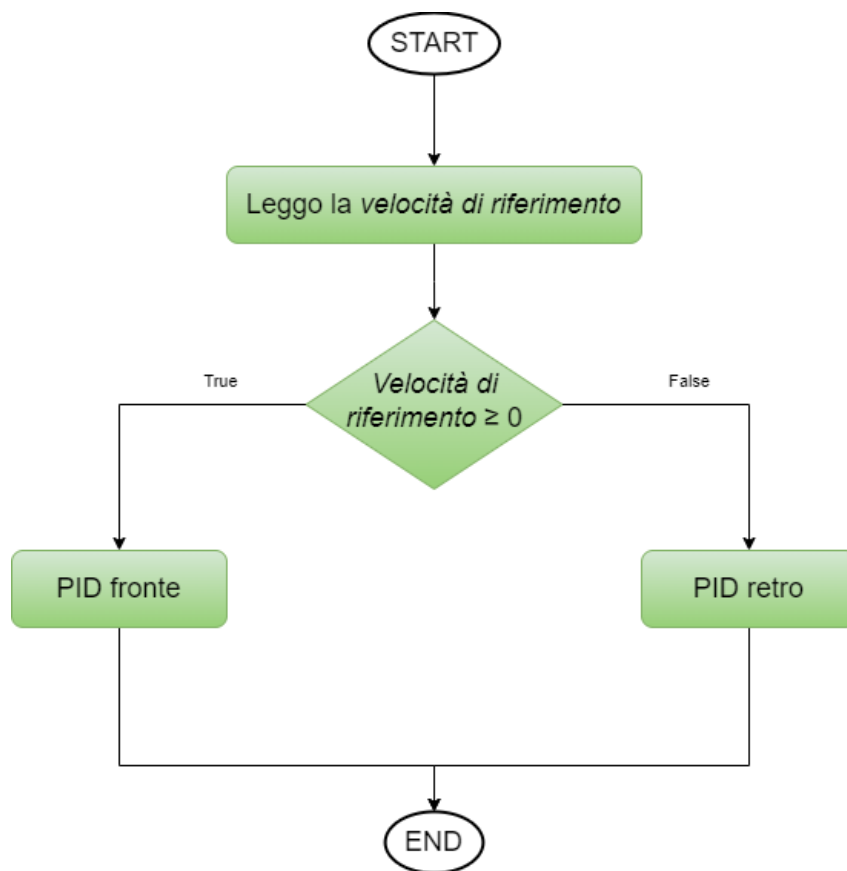 START
Leggo la velocità di riferimento
True
False
Velocità di
riferimento ≥ 0
PID fronte
PID retro
END